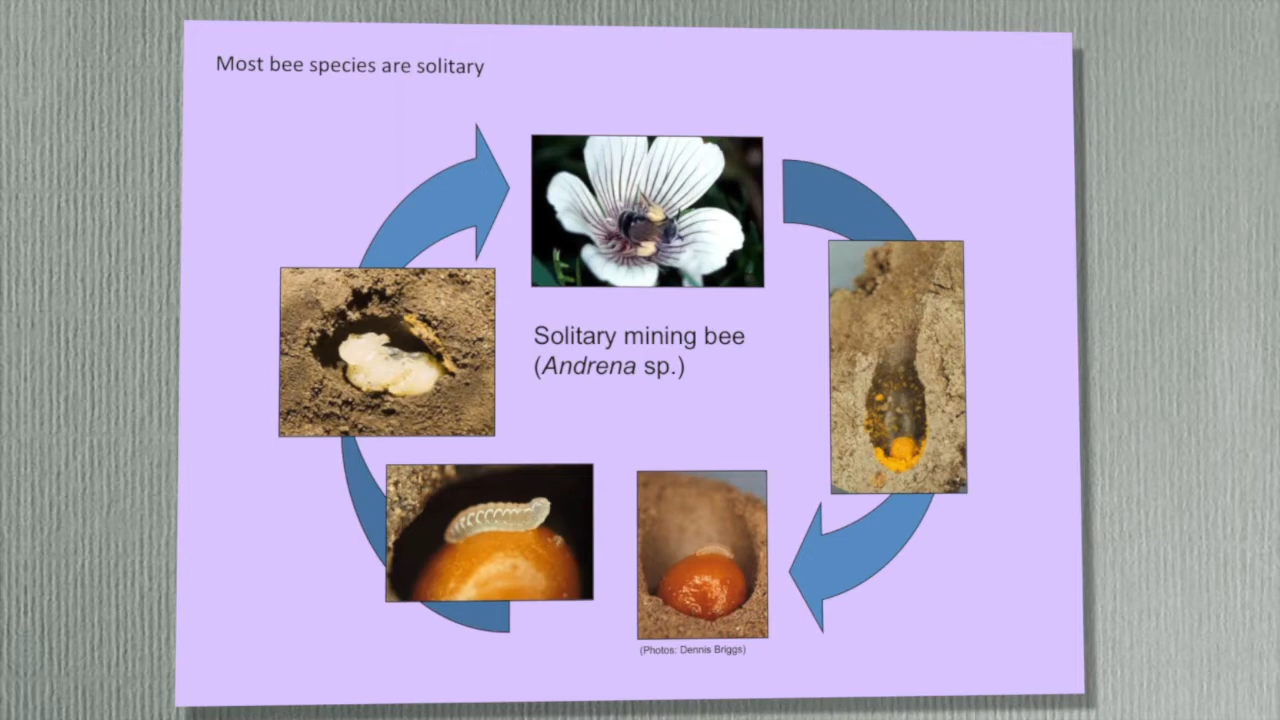 Most bee species are solitary
Solitary mining bee
(Andrena sp.)
(Photos: Dennis Briggs)